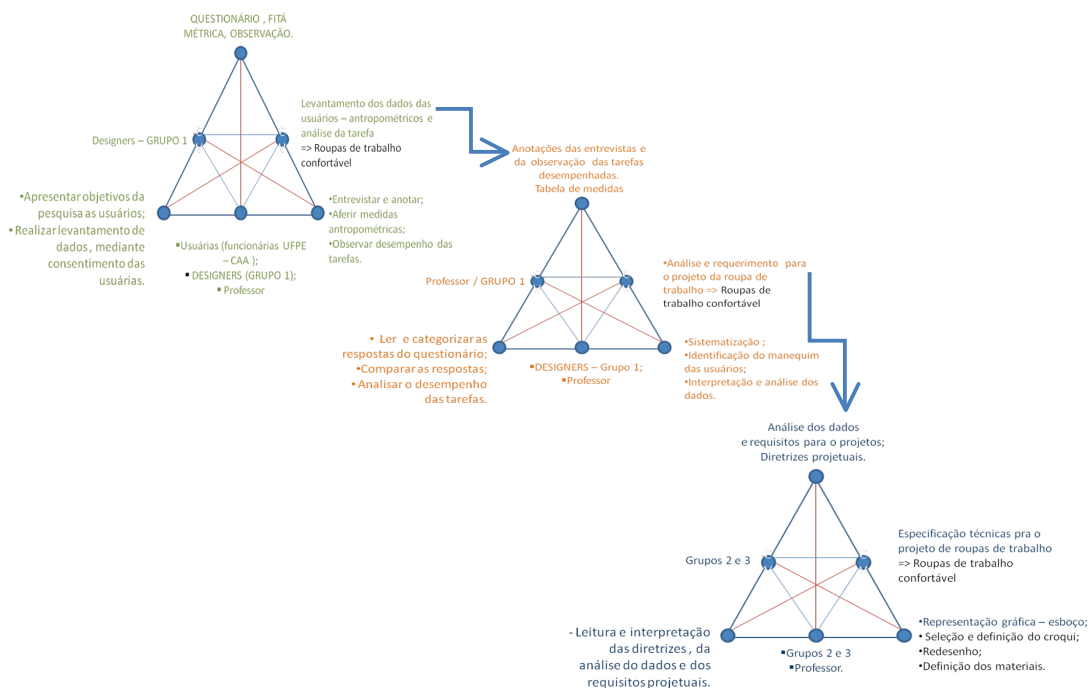 QUESTIONÁRIO , FITÁ
MÉTRICA, OBSERVAÇÃO.
Levantamento dos dados das
usuários – antropométricos e
análise da tarefa
=> Roupas de trabalho
confortável
Designers – GRUPO 1
•Apresentar objetivos da
pesquisa as usuários;
•Realizar levantamento de
dados, mediante
consentimento das
usuárias.
▪Usuárias (funcionárias UFPE
– CAA );
▪ DESIGNERS (GRUPO 1);
▪ Professor
•Entrevistar e anotar;
•Aferir medidas
antropométricas;
•Observar desempenho das
tarefas.
Anotações das entrevistas e
da observação das tarefas
desempenhadas.
Tabela de medidas
Professor / GRUPO 1
•Análise e requerimento para
o projeto da roupa de
trabalho => Roupas de
trabalho confortável
• Ler e categorizar as
respostas do questionário;
•Comparar as respostas;
• Analisar o desempenho
das tarefas.
▪DESIGNERS – Grupo 1;
▪Professor
•Sistematização ;
•Identificação do manequim
das usuários;
•Interpretação e análise dos
dados.
Análise dos dados
e requisitos para o projetos;
Diretrizes projetuais.
Grupos 2 e 3
Especificação técnicas pra o
projeto de roupas de trabalho
=> Roupas de trabalho
confortável
- Leitura e interpretação
das diretrizes , da
análise do dados e dos
requisitos projetuais.
▪Grupos 2 e 3
▪Professor.
•Representação gráfica – esboço;
• Seleção e definição do croqui;
•Redesenho;
•Definição dos materiais.